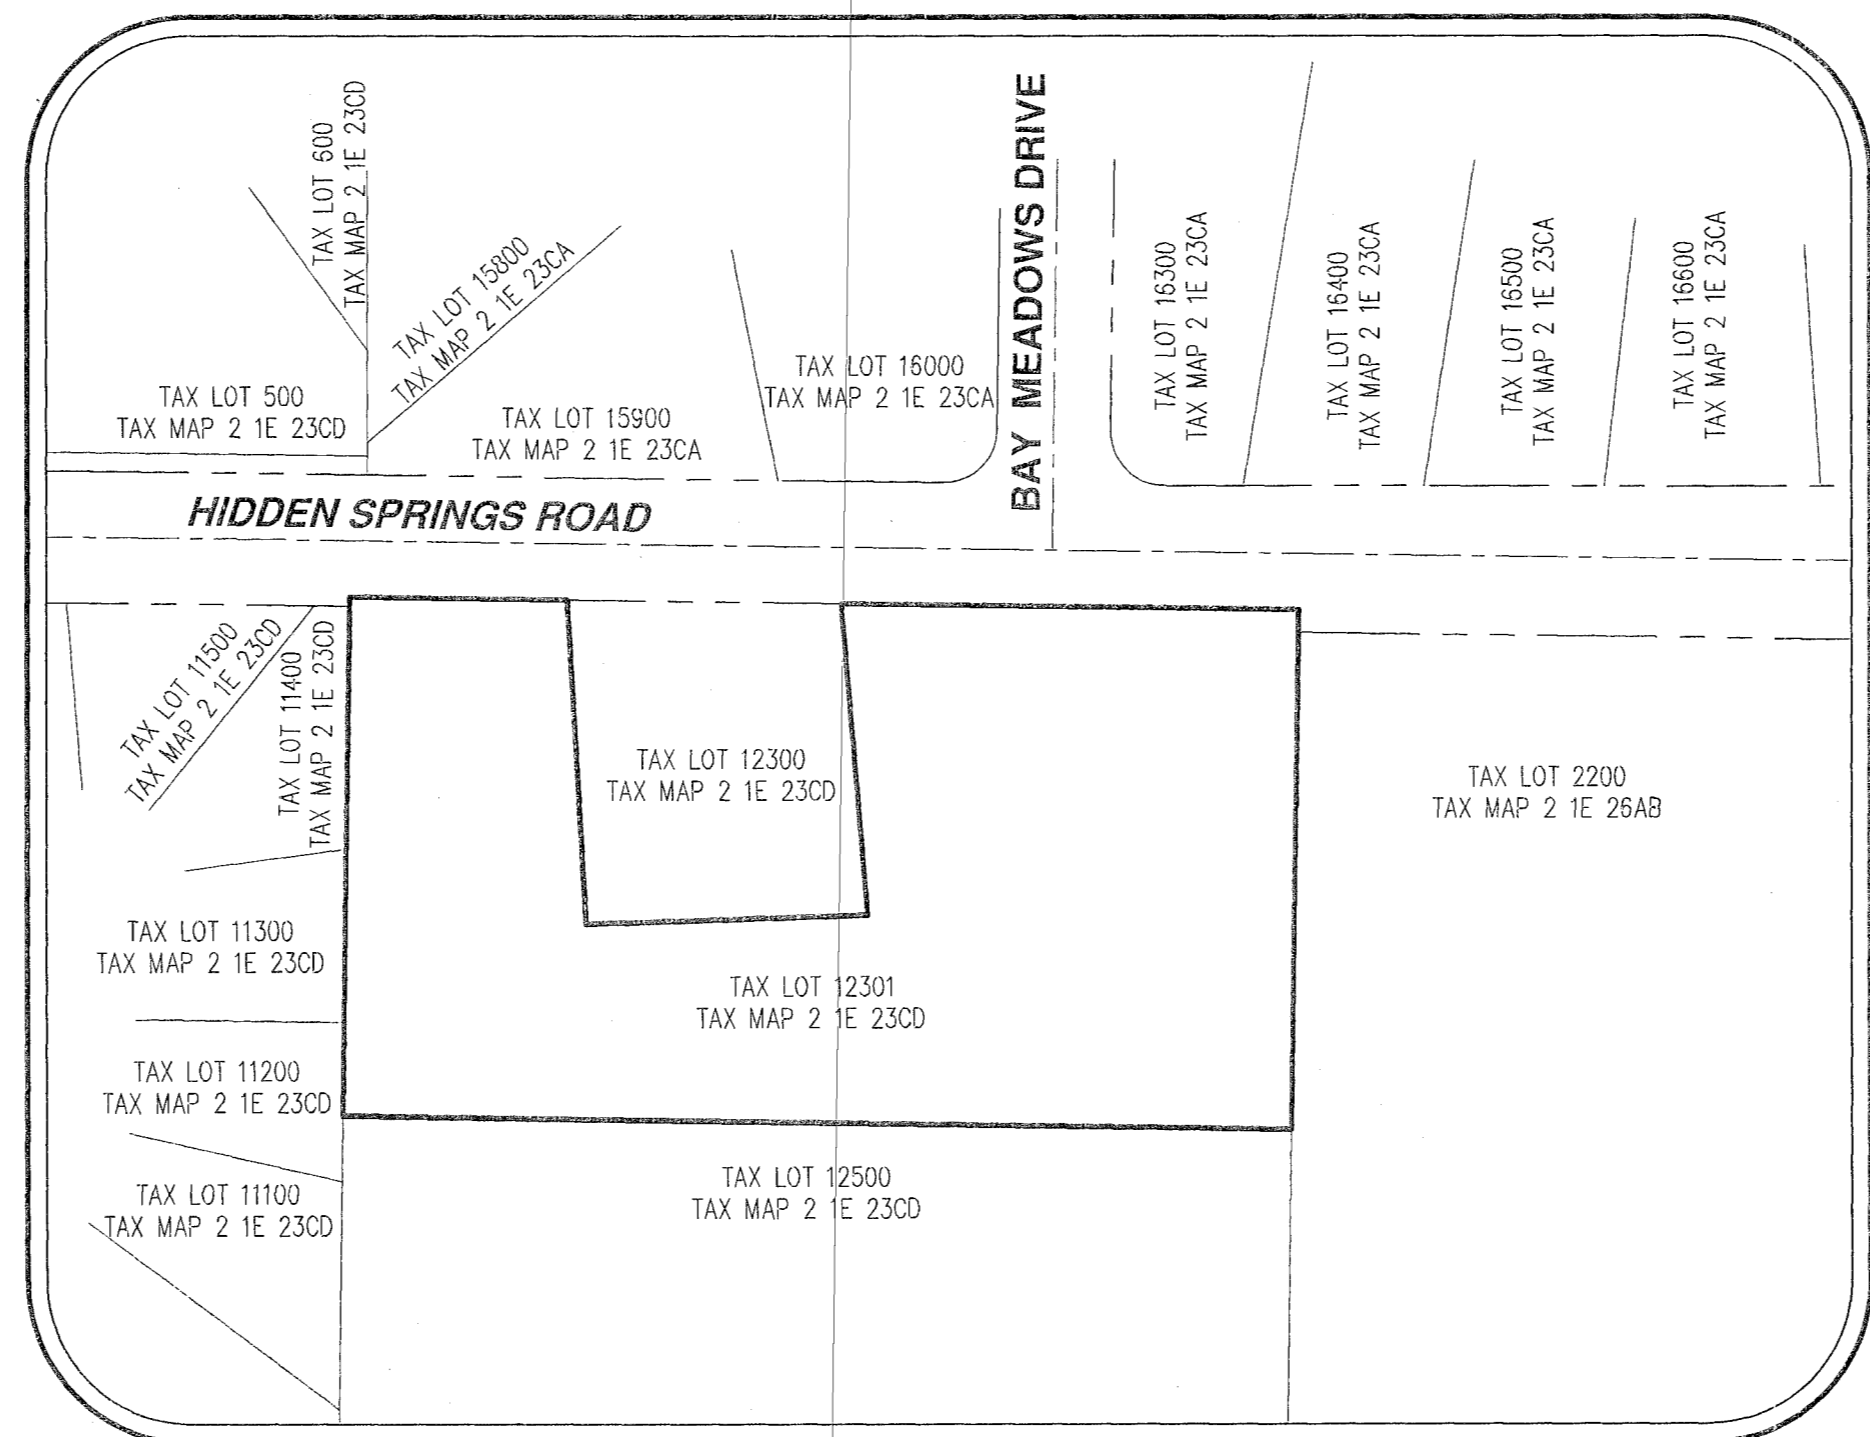 TAX LOT 600
TAX MAP 2 1E 23CD
TAX LOT 15800
TAX MAP 2 1E 23CA
TAX LOT 500
TAX MAP 2 1E 23CD
TAX LOT 15900
TAX MAP 2 1E 23CA
TAX LOT 16000
TAX MAP 2 1E 23CA
BAY MEADOWS DRIVE
TAX LOT 16300
TAX MAP 2 1E 23CA
TAX LOT 16400
TAX MAP 2 1E 23CA
TAX LOT 16500
TAX MAP 2 1E 23CA
TAX LOT 16600
TAX MAP 2 1E 23CA
HIDDEN SPRINGS ROAD
TAX LOT 11500
TAX MAP 2 1E 23CD
TAX LOT 11400
TAX MAP 2 1E 23CD
TAX LOT 12300
TAX MAP 2 1E 23CD
TAX LOT 2200
TAX MAP 2 1E 26AB
TAX LOT 11300
TAX MAP 2 1E 23CD
TAX LOT 12301
TAX MAP 2 1E 23CD
TAX LOT 11200
TAX MAP 2 1E 23CD
TAX LOT 12500
TAX MAP 2 1E 23CD
TAX LOT 11100
TAX MAP 2 1E 23CD